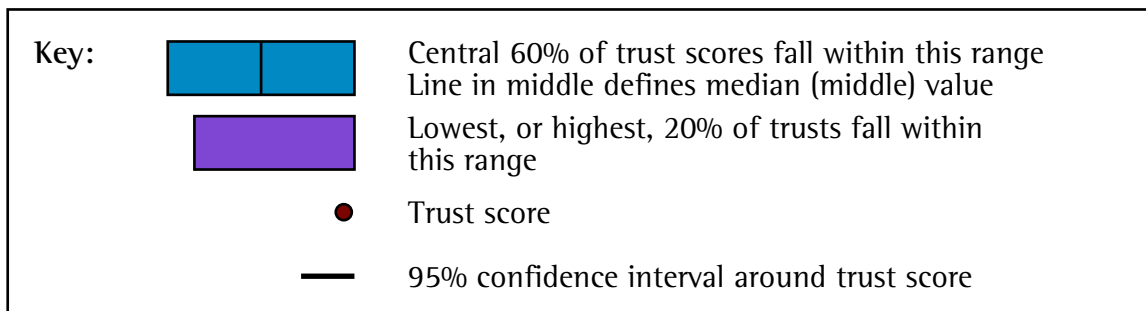 Key:
Central 60% of trust scores fall within this range
Line in middle defines median (middle) value
Lowest, or highest, 20% of trusts fall within
this range
Trust score
95% confidence interval around trust score